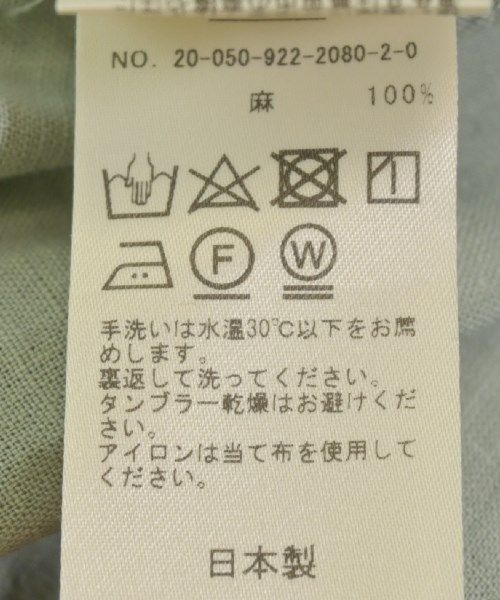 NO. 20-050-922-2080-2-0
麻 100%
F W
手洗いは水温30℃以下をお薦
めします。
裏返して洗ってください。
タンブラー乾燥はお避けくだ
さい。
アイロンは当て布を使用して
ください。
日本製